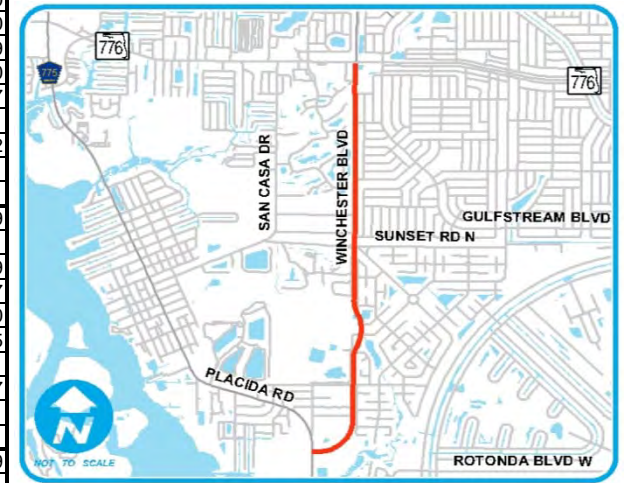 776
775
776
SAN CASA DR
WINCHESTER BLVD
GULFSTREAM BLVD
SUNSET RD N
PLACIDA RD
N
NOT TO SCALE
ROTONDA BLVD W